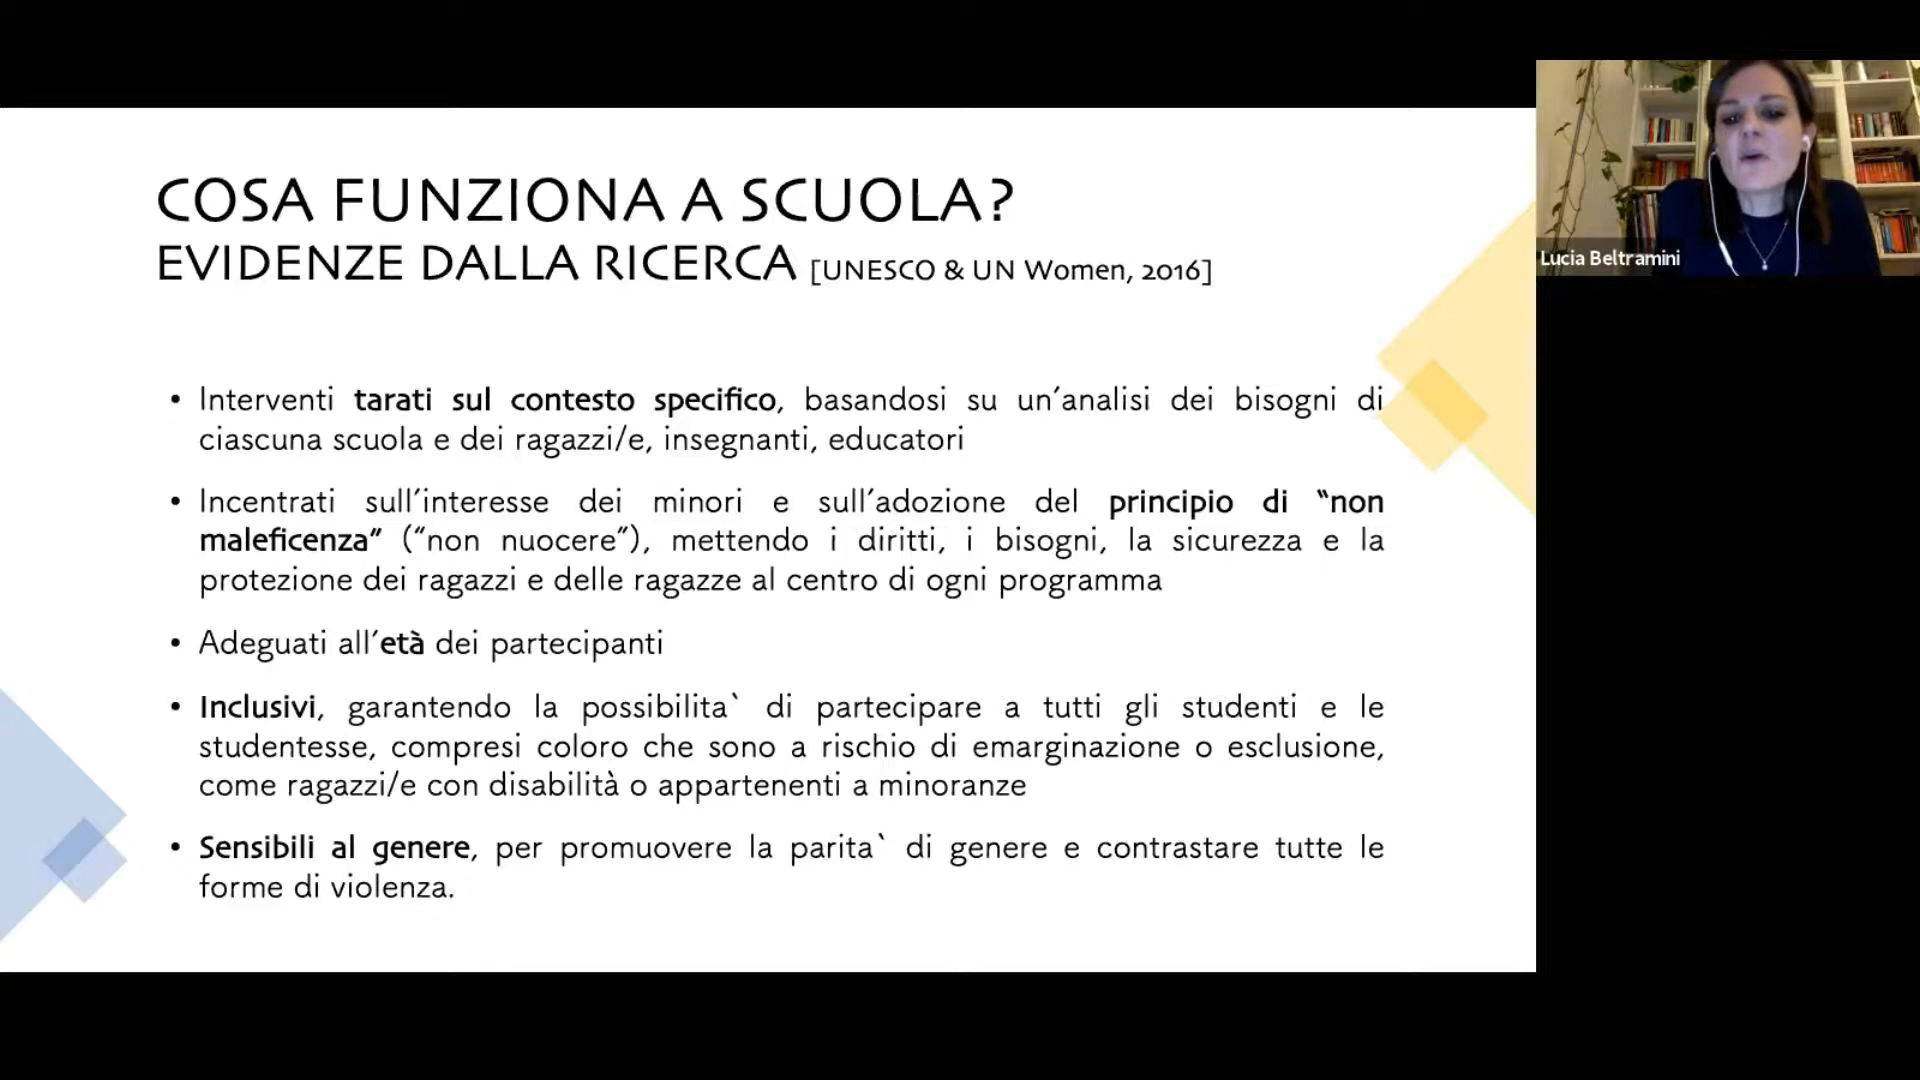 COSA FUNZIONA A SCUOLA?
EVIDENZE DALLA RICERCA [UNESCO & UN Women, 2016]
• Interventi tarati sul contesto specifico, basandosi su un’analisi dei bisogni di
ciascuna scuola e dei ragazzi/e, insegnanti, educatori
• Incentrati sull’interesse dei minori e sull’adozione del principio di “non
maleficenza” (“non nuocere”), mettendo i diritti, i bisogni, la sicurezza e la
protezione dei ragazzi e delle ragazze al centro di ogni programma
• Adeguati all’età dei partecipanti
• Inclusivi, garantendo la possibilita` di partecipare a tutti gli studenti e le
studentesse, compresi coloro che sono a rischio di emarginazione o esclusione,
come ragazzi/e con disabilità o appartenenti a minoranze
• Sensibili al genere, per promuovere la parita` di genere e contrastare tutte le
forme di violenza.
Lucia Beltramini